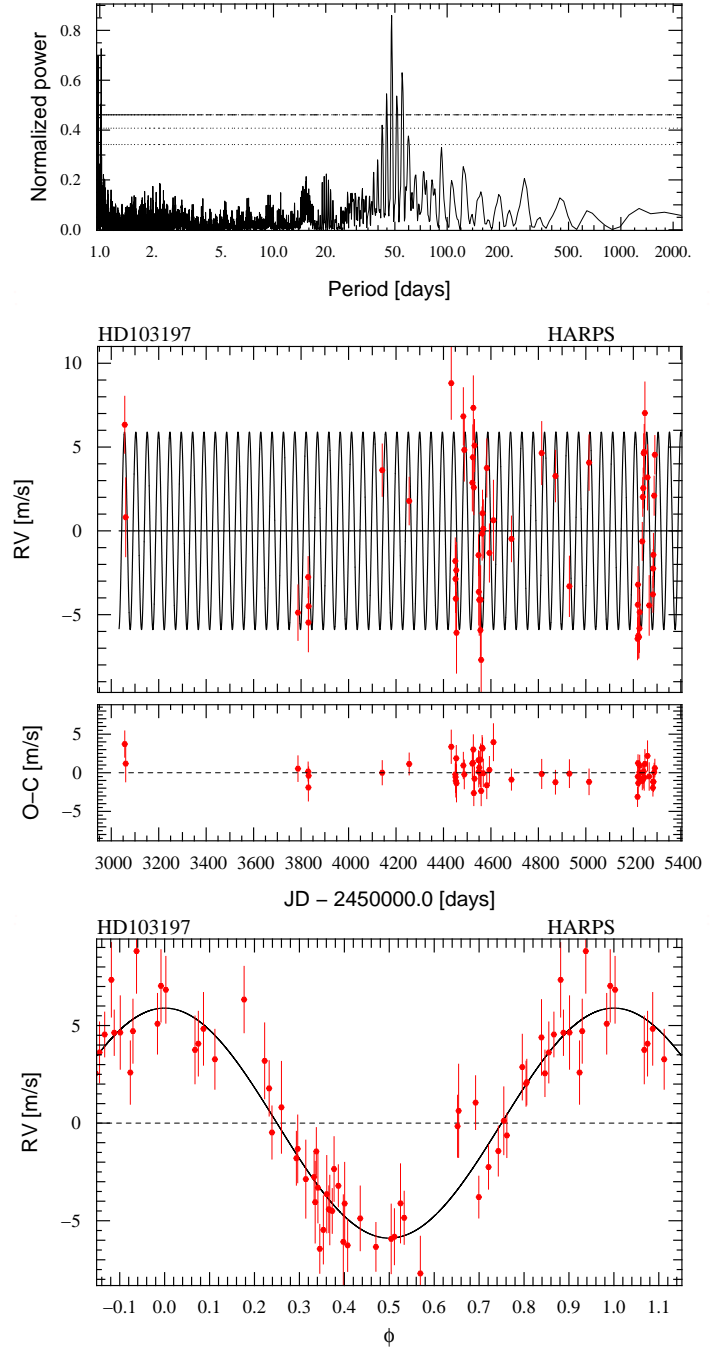 Normalized power
0.8
0.6
0.4
0.2
0.0
1.0 2. 5. 10.0 20. 50. 100.0 200. 500. 1000. 2000.
Period [days]
HD103197 HARPS
RV [m/s]
10
5
0
−5
O−C [m/s]
5
0
−5
3000 3200 3400 3600 3800 4000 4200 4400 4600 4800 5000 5200 5400
JD − 2450000.0 [days]
HD103197 HARPS
RV [m/s]
5
0
−5
−0.1 0.0 0.1 0.2 0.3 0.4 0.5 0.6 0.7 0.8 0.9 1.0 1.1
ϕ